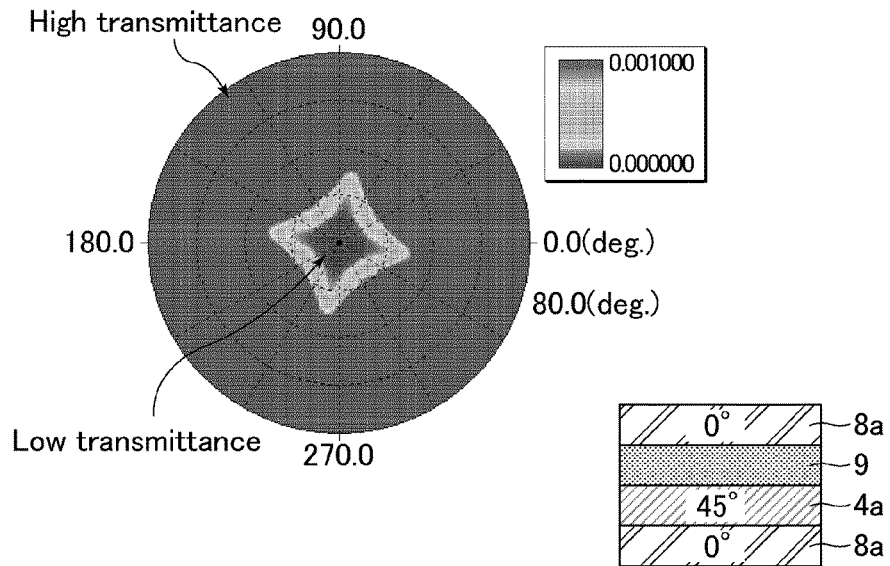 High transmittance
90.0
0.001000
0.000000
180.0
0.0(deg.)
80.0(deg.)
Low transmittance
270.0
0° 8a
9
45° 4a
0° 8a